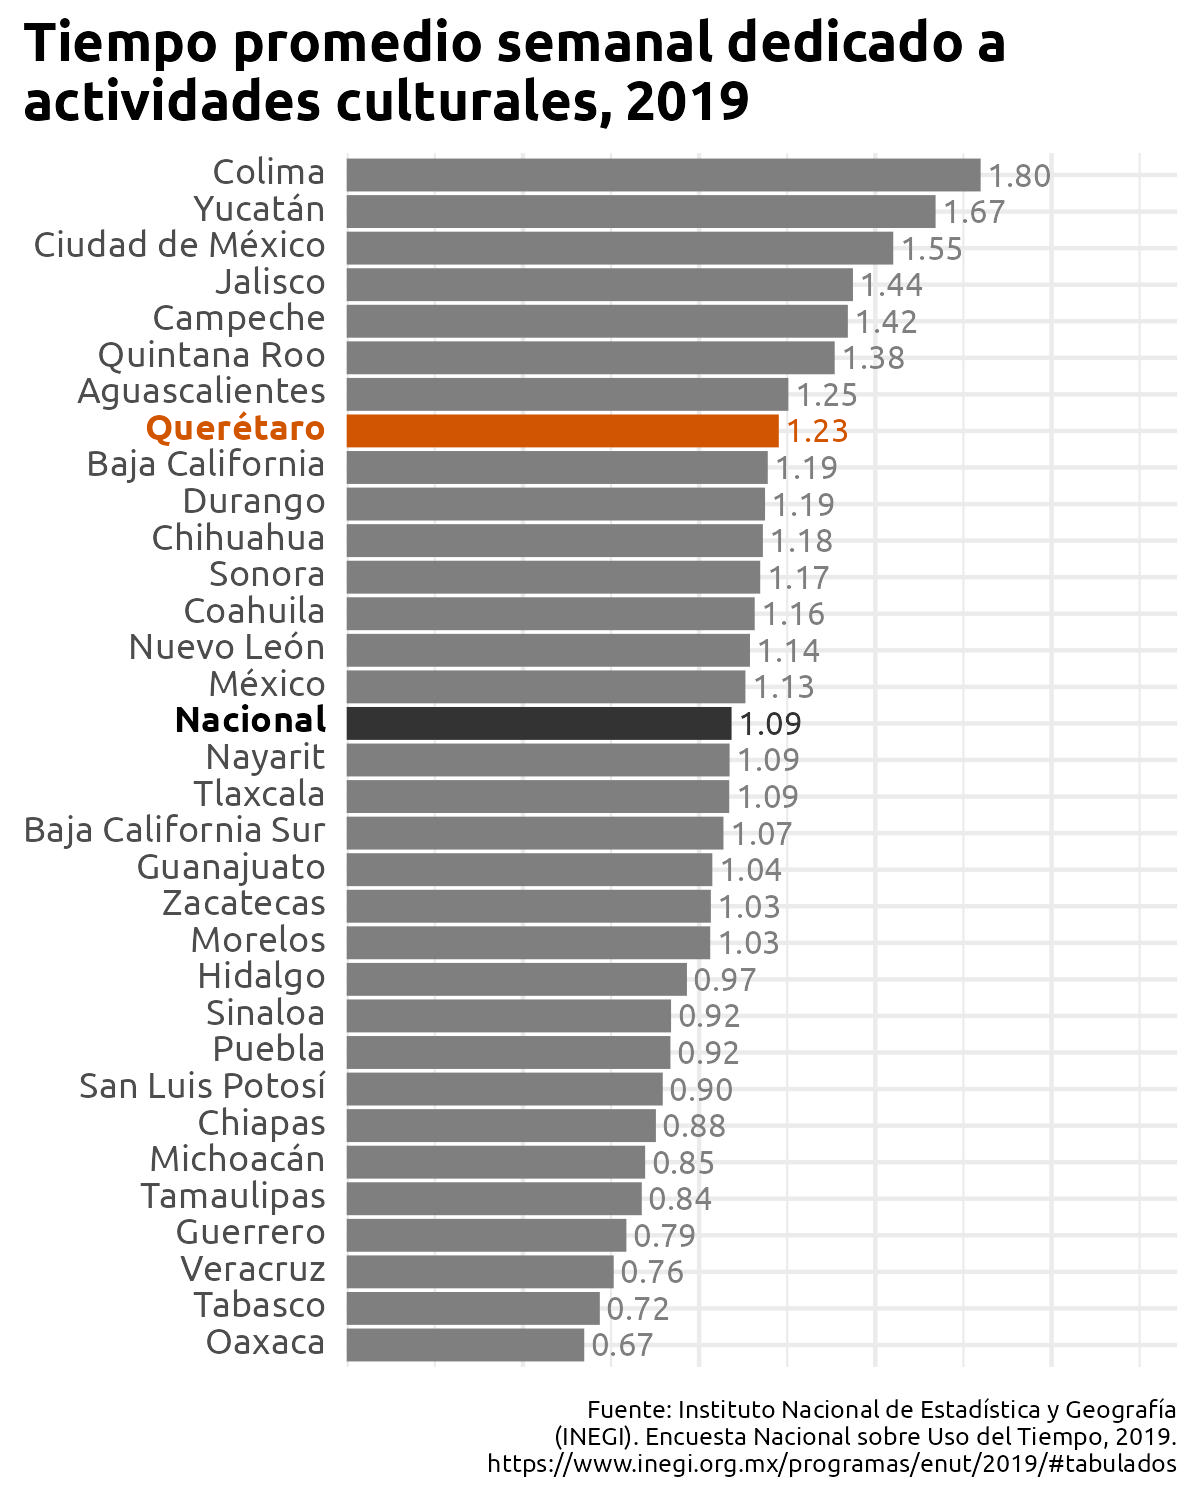 Tiempo promedio semanal dedicado a
actividades culturales, 2019
Colima 1.80
Yucatán 1.67
Ciudad de México 1.55
Jalisco 1.44
Campeche 1.42
Quintana Roo 1.38
Aguascalientes 1.25
Querétaro 1.23
Baja California 1.19
Durango 1.19
Chihuahua 1.18
Sonora 1.17
Coahuila 1.16
Nuevo León 1.14
México 1.13
Nacional 1.09
Nayarit 1.09
Tlaxcala 1.09
Baja California Sur 1.07
Guanajuato 1.04
Zacatecas 1.03
Morelos 1.03
Hidalgo 0.97
Sinaloa 0.92
Puebla 0.92
San Luis Potosí 0.90
Chiapas 0.88
Michoacán 0.85
Tamaulipas 0.84
Guerrero 0.79
Veracruz 0.76
Tabasco 0.72
Oaxaca 0.67
Fuente: Instituto Nacional de Estadística y Geografía
(INEGI). Encuesta Nacional sobre Uso del Tiempo, 2019.
https://www.inegi.org.mx/programas/enut/2019/#tabulados